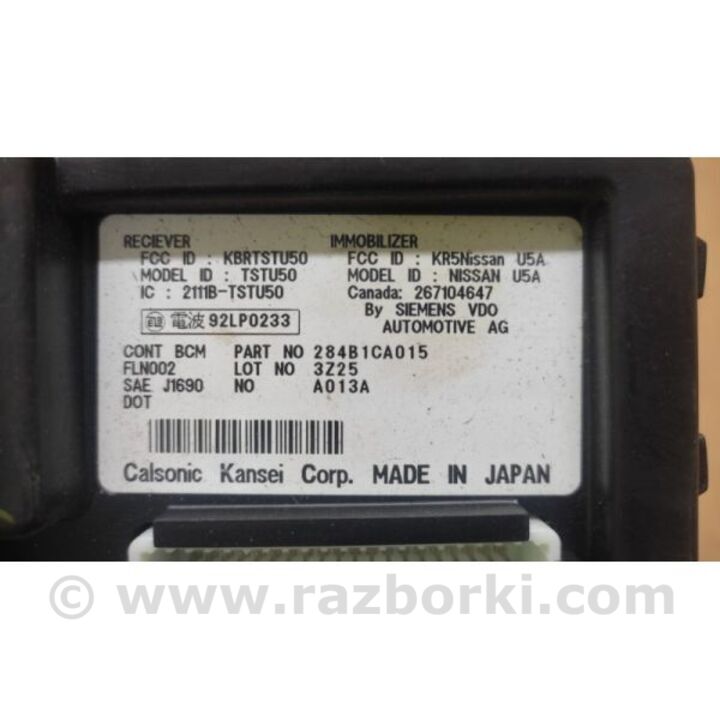 RECIEVER
FCC ID : KBRTSTU50
MODEL ID : TSTU50
IC : 2111B-TSTU50
電波 92LP0233
IMMOBILIZER
FCC ID : KR5Nissan U5A
MODEL ID : NISSAN U5A
Canada: 267104647
By SIEMENS VDO
AUTOMOTIVE AG
CONT BCM PART NO 284B1CA015
FLN002 LOT NO 3Z25
SAE J1690 NO A013A
DOT
Calsonic Kansei Corp. MADE IN JAPAN
© www.razborki.com